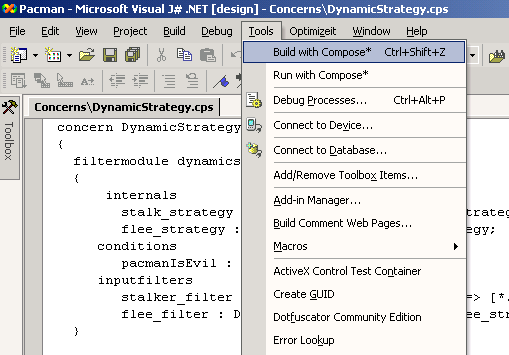 Pacman - Microsoft Visual J# .NET [design] - Concerns\DynamicStrategy.cps
File Edit View Project Build Debug Tools Optimizeit Window Help
Build with Compose* Ctrl+Shift+Z
Run with Compose*
Debug Processes... Ctrl+Alt+P
Connect to Device...
Connect to Database...
Add/Remove Toolbox Items...
Add-in Manager...
Build Comment Web Pages...
Macros
ActiveX Control Test Container
Create GUID
Dotfuscator Community Edition
Error Lookup
Toolbox
Concerns\DynamicStrategy.cps
concern DynamicStrategy
{
filtermodule dynamics
{
internals
stalk_strategy trateg
flee_strategy : tegy;
conditions
pacmanIsEvil :
inputfilters
stalker_filter => [*.
flee_filter : D ee_str
}